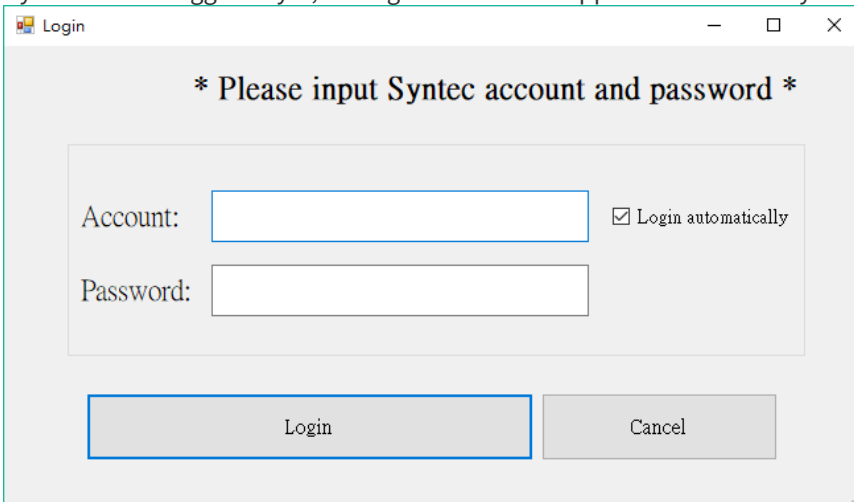 Login
* Please input Syntec account and password *
Account:
Login automatically
Password:
Login
Cancel